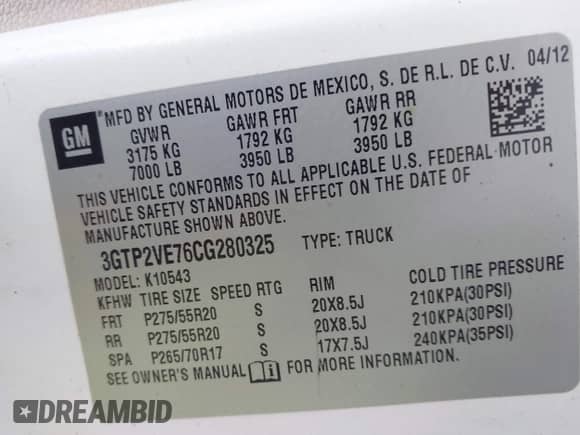 *MFD BY GENERAL MOTORS DE MEXICO, S. DE R.L. DE C.V. 04/12
GM
GVWR GAWR FRT GAWR RR
3175 KG 1792 KG 1792 KG
7000 LB 3950 LB 3950 LB
THIS VEHICLE CONFORMS TO ALL APPLICABLE U.S. FEDERAL MOTOR
VEHICLE SAFETY STANDARDS IN EFFECT ON THE DATE OF
MANUFACTURE SHOWN ABOVE.
3GTP2VE76CG280325 TYPE: TRUCK
MODEL: K10543
KFHW TIRE SIZE SPEED RTG RIM COLD TIRE PRESSURE
FRT P275/55R20 S 20X8.5J 210KPA(30PSI)
RR P275/55R20 S 20X8.5J 210KPA(30PSI)
SPA P265/70R17 S 17X7.5J 240KPA(35PSI)
SEE OWNER'S MANUAL i FOR MORE INFORMATION.
DREAMBID